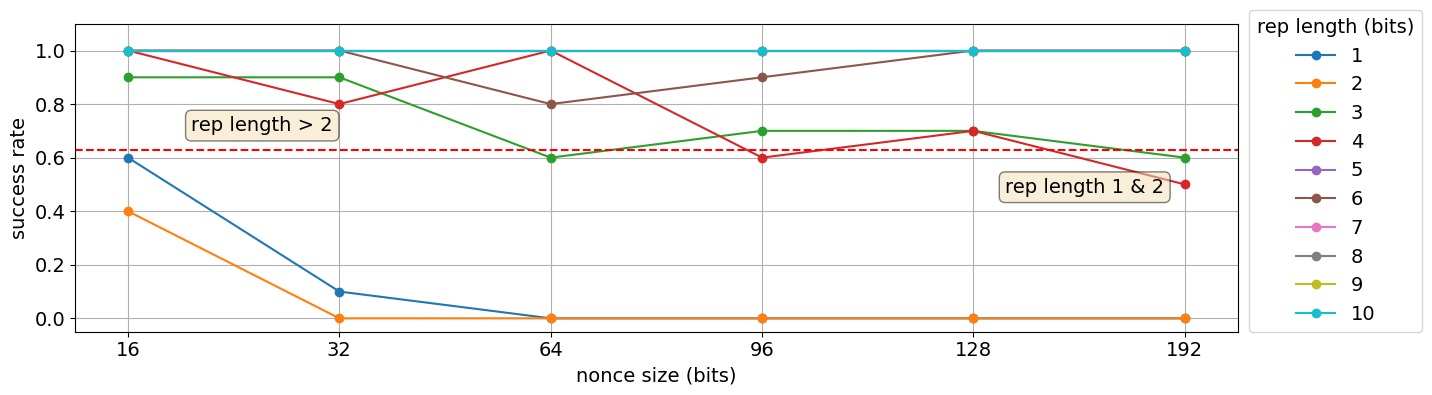 success rate
1.0
0.8
0.6
0.4
0.2
0.0
rep length > 2
rep length 1 & 2
16 32 64 96 128 192
nonce size (bits)
rep length (bits)
1
2
3
4
5
6
7
8
9
10